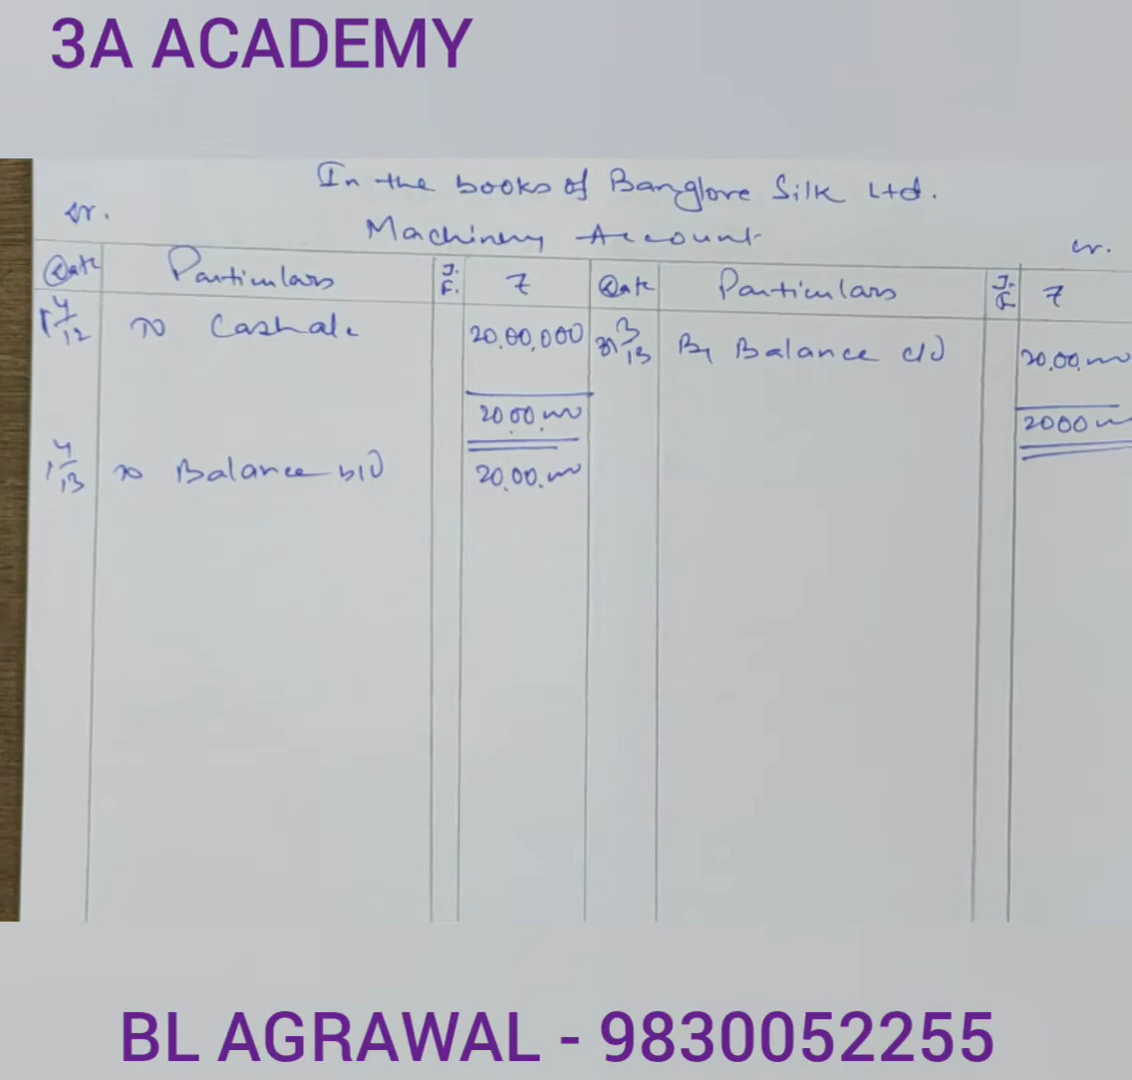 3A ACADEMY
In the books of Banglore Silk Ltd.
Dr.
Machinery Account
Cr.
Date Particulars J.F. ₹ Date Particulars J.F. ₹
1/4/12 To Cash a/c 20,00,000 31/3/13 By Balance c/d 20,00,000
20,00,000 20,00,000
1/4/13 To Balance b/d 20,00,000
BL AGRAWAL - 9830052255